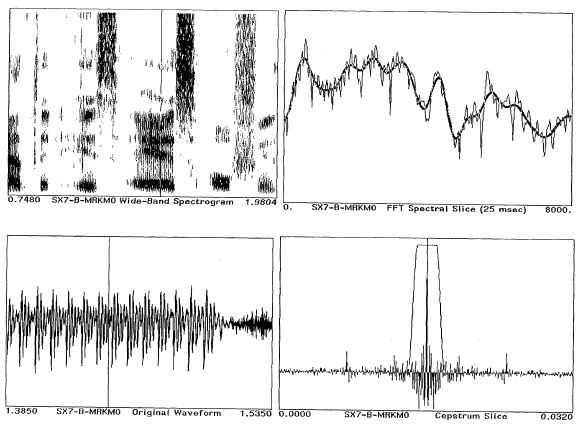 0.7480 SX7-B-MRKM0 Wide-Band Spectrogram 1.9804
0. SX7-B-MRKM0 FFT Spectral Slice (25 msec) 8000.
1.3850 SX7-B-MRKM0 Original Waveform 1.5350
0.0000 SX7-B-MRKM0 Cepstrum Slice 0.0320